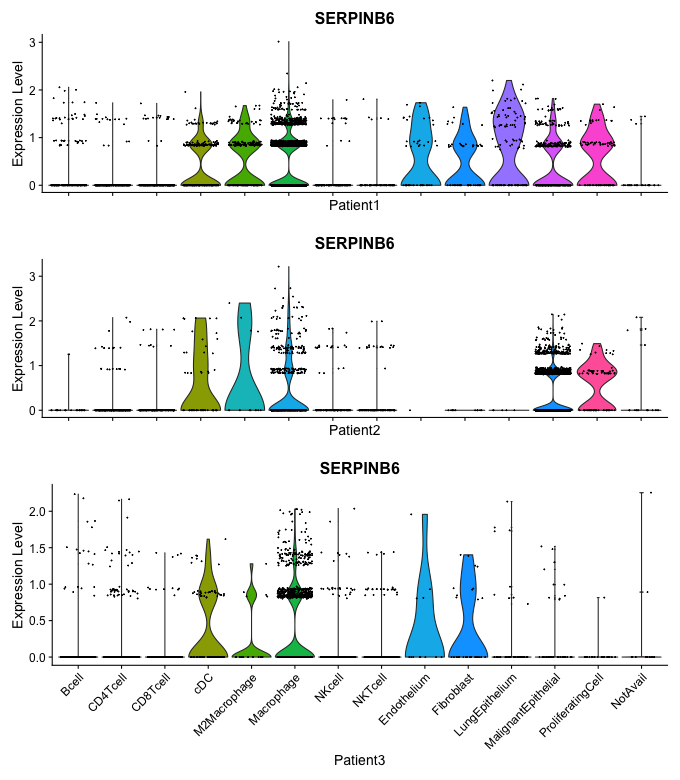 SERPINB6
Expression Level
3
2
1
0
Patient1
SERPINB6
Expression Level
3
2
1
0
Patient2
SERPINB6
Expression Level
2.0
1.5
1.0
0.5
0.0
Bcell
CD4Tcell
CD8Tcell
cDC
M2Macrophage
Macrophage
NKcell
NKTcell
Endothelium
Fibroblast
LungEpithelium
MalignantEpithelial
ProliferatingCell
NotAvail
Patient3